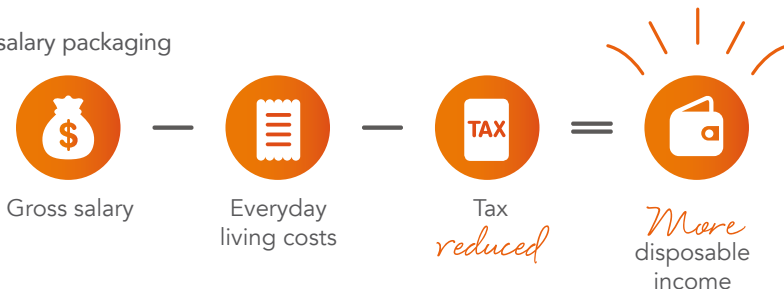 salary packaging
$
TAX
Gross salary
Everyday
living costs
Tax
reduced
More
disposable
income